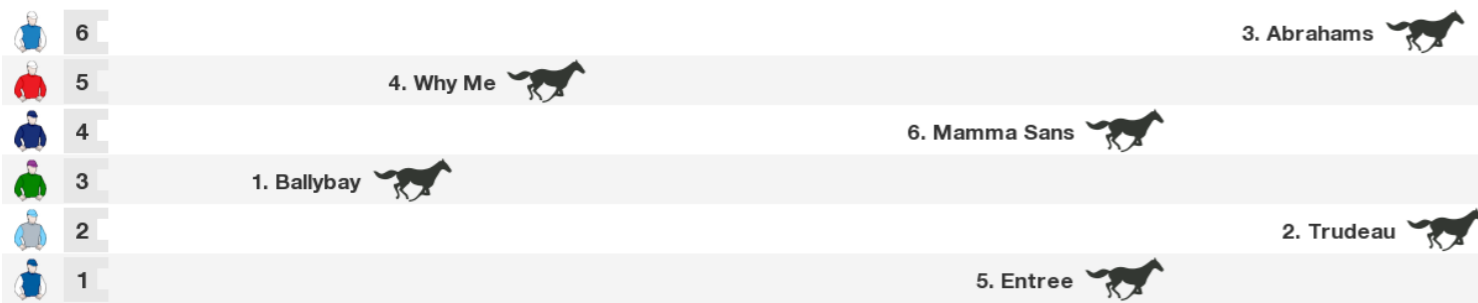 6 3. Abrahams
5 4. Why Me
4 6. Mamma Sans
3 1. Ballybay
2 2. Trudeau
1 5. Entree